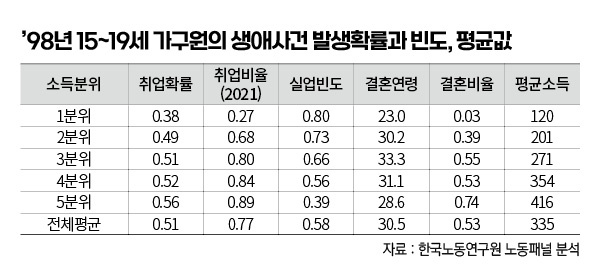 ’98년 15~19세 가구원의 생애사건 발생확률과 빈도, 평균값
소득분위 취업확률 취업비율 (2021) 실업빈도 결혼연령 결혼비율 평균소득
1분위 0.38 0.27 0.80 23.0 0.03 120
2분위 0.49 0.68 0.73 30.2 0.39 201
3분위 0.51 0.80 0.66 33.3 0.55 271
4분위 0.52 0.84 0.56 31.1 0.53 354
5분위 0.56 0.89 0.39 28.6 0.74 416
전체평균 0.51 0.77 0.58 30.5 0.53 335
자료 : 한국노동연구원 노동패널 분석